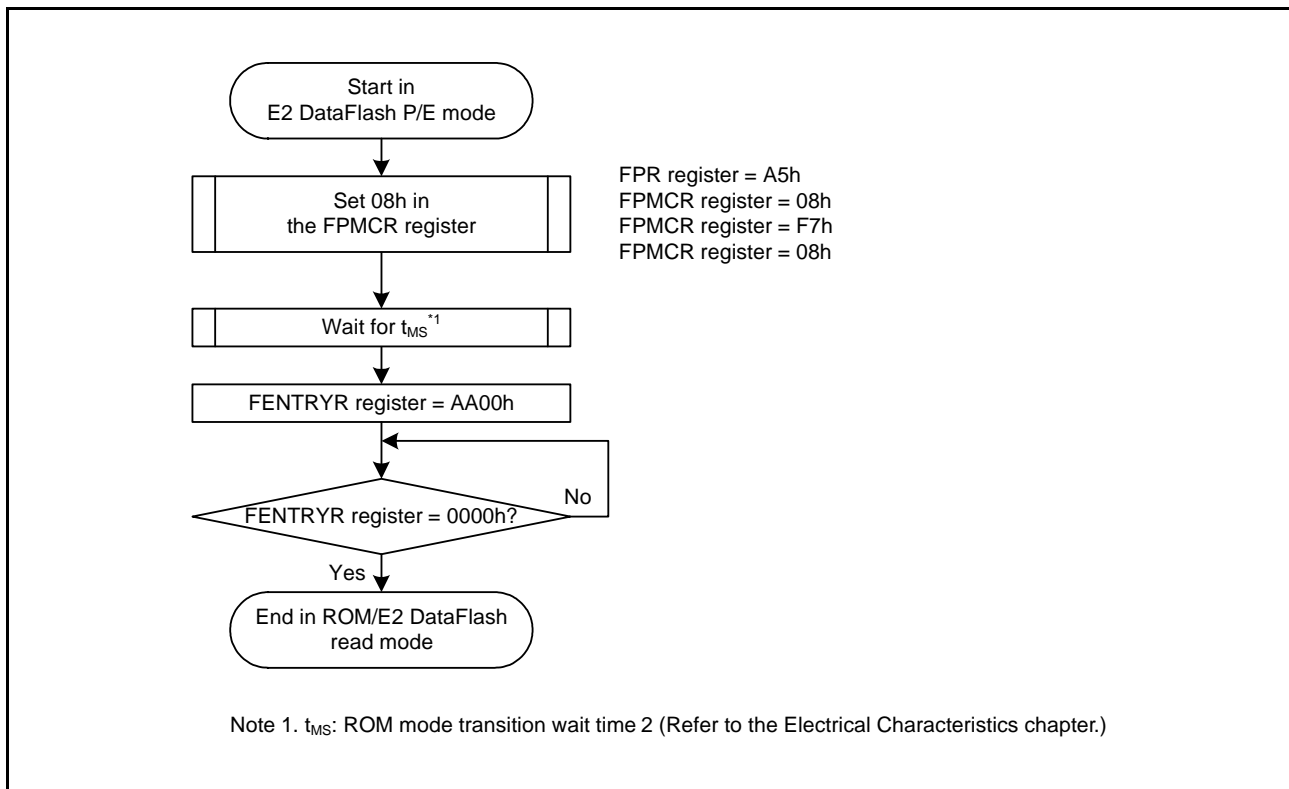 Start in
E2 DataFlash P/E mode
Set 08h in
the FPMCR register
FPR register = A5h
FPMCR register = 08h
FPMCR register = F7h
FPMCR register = 08h
Wait for tMS*1
FENTRYR register = AA00h
FENTRYR register = 0000h?
No
Yes
End in ROM/E2 DataFlash
read mode
Note 1. tMS: ROM mode transition wait time 2 (Refer to the Electrical Characteristics chapter.)